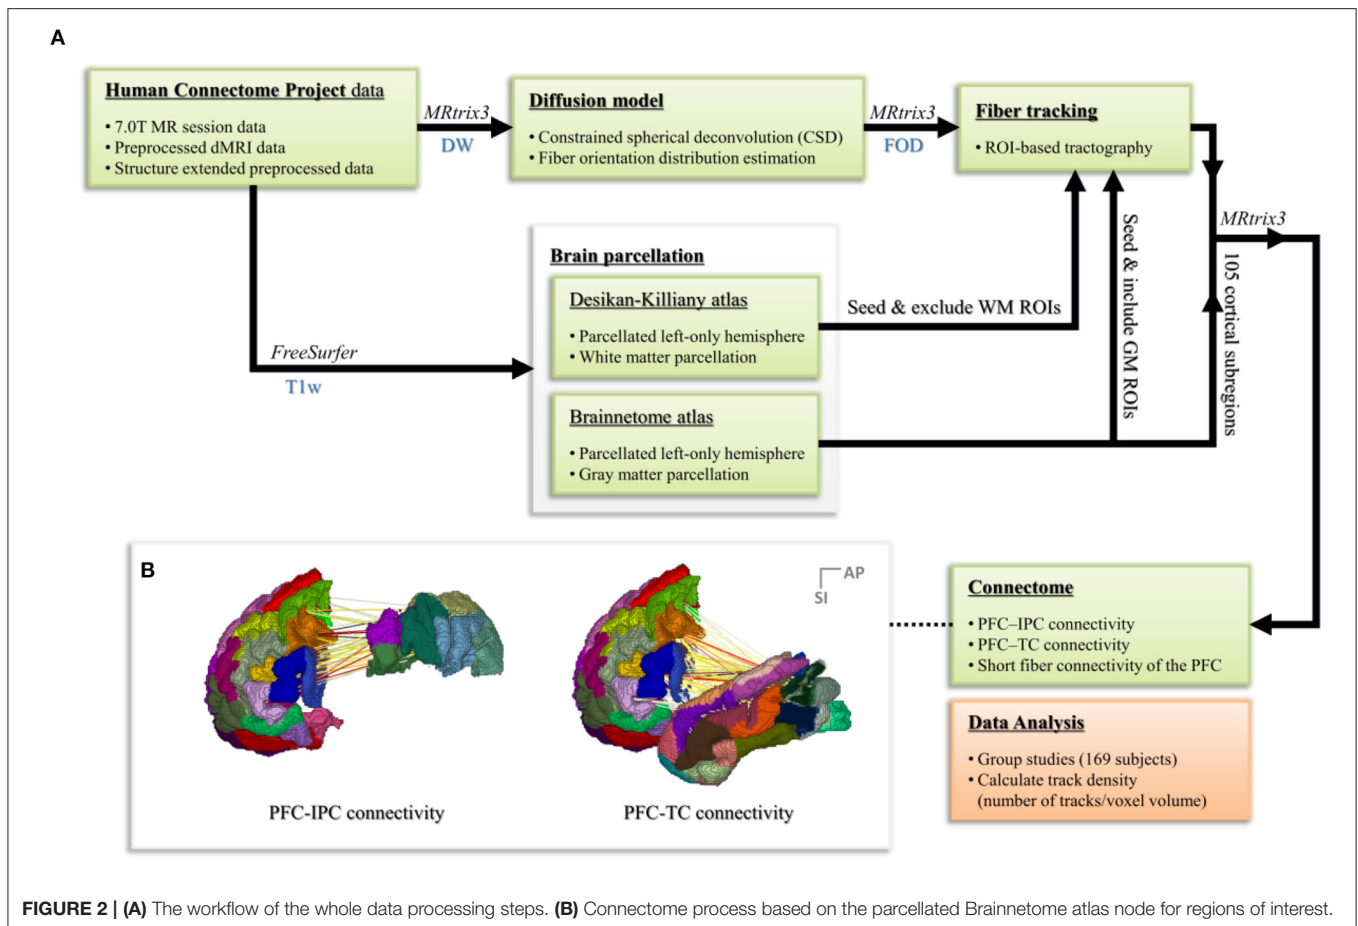 A
Human Connectome Project data
• 7.0T MR session data
• Preprocessed dMRI data
• Structure extended preprocessed data
MRtrix3
DW
Diffusion model
• Constrained spherical deconvolution (CSD)
• Fiber orientation distribution estimation
MRtrix3
FOD
Fiber tracking
• ROI-based tractography
MRtrix3
105 cortical subregions
Seed & include GM ROIs
Seed & exclude WM ROIs
FreeSurfer
T1w
Brain parcellation
Desikan-Killiany atlas
• Parcellated left-only hemisphere
• White matter parcellation
Brainnetome atlas
• Parcellated left-only hemisphere
• Gray matter parcellation
B
AP
SI
PFC-IPC connectivity
PFC-TC connectivity
Connectome
• PFC–IPC connectivity
• PFC–TC connectivity
• Short fiber connectivity of the PFC
Data Analysis
• Group studies (169 subjects)
• Calculate track density
(number of tracks/voxel volume)
FIGURE 2 | (A) The workflow of the whole data processing steps. (B) Connectome process based on the parcellated Brainnetome atlas node for regions of interest.